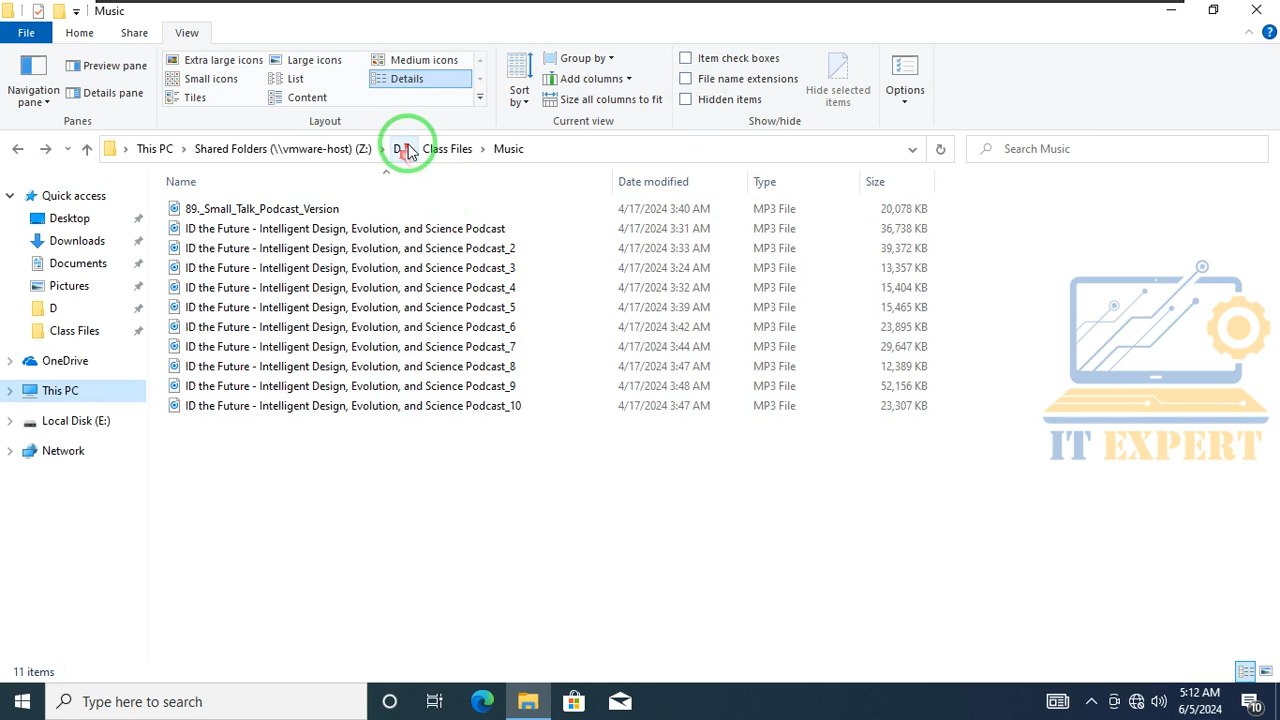 Music
File Home Share View
Navigation pane
Preview pane
Details pane
Panes
Extra large icons Large icons Medium icons
Small icons List Details
Tiles Content
Layout
Sort by
Group by
Add columns
Size all columns to fit
Current view
Item check boxes
File name extensions
Hidden items
Hide selected items
Show/hide
Options
This PC Shared Folders (\\vmware-host) (Z:) D Class Files Music
Search Music
Name Date modified Type Size
89._Small_Talk_Podcast_Version 4/17/2024 3:40 AM MP3 File 20,078 KB
ID the Future - Intelligent Design, Evolution, and Science Podcast 4/17/2024 3:31 AM MP3 File 36,738 KB
ID the Future - Intelligent Design, Evolution, and Science Podcast_2 4/17/2024 3:33 AM MP3 File 39,372 KB
ID the Future - Intelligent Design, Evolution, and Science Podcast_3 4/17/2024 3:24 AM MP3 File 13,357 KB
ID the Future - Intelligent Design, Evolution, and Science Podcast_4 4/17/2024 3:32 AM MP3 File 15,404 KB
ID the Future - Intelligent Design, Evolution, and Science Podcast_5 4/17/2024 3:39 AM MP3 File 15,465 KB
ID the Future - Intelligent Design, Evolution, and Science Podcast_6 4/17/2024 3:42 AM MP3 File 23,895 KB
ID the Future - Intelligent Design, Evolution, and Science Podcast_7 4/17/2024 3:44 AM MP3 File 29,647 KB
ID the Future - Intelligent Design, Evolution, and Science Podcast_8 4/17/2024 3:47 AM MP3 File 12,389 KB
ID the Future - Intelligent Design, Evolution, and Science Podcast_9 4/17/2024 3:48 AM MP3 File 52,156 KB
ID the Future - Intelligent Design, Evolution, and Science Podcast_10 4/17/2024 3:47 AM MP3 File 23,307 KB
Quick access
Desktop
Downloads
Documents
Pictures
D
Class Files
OneDrive
This PC
Local Disk (E:)
Network
IT EXPERT
11 items
Type here to search
5:12 AM
6/5/2024
10